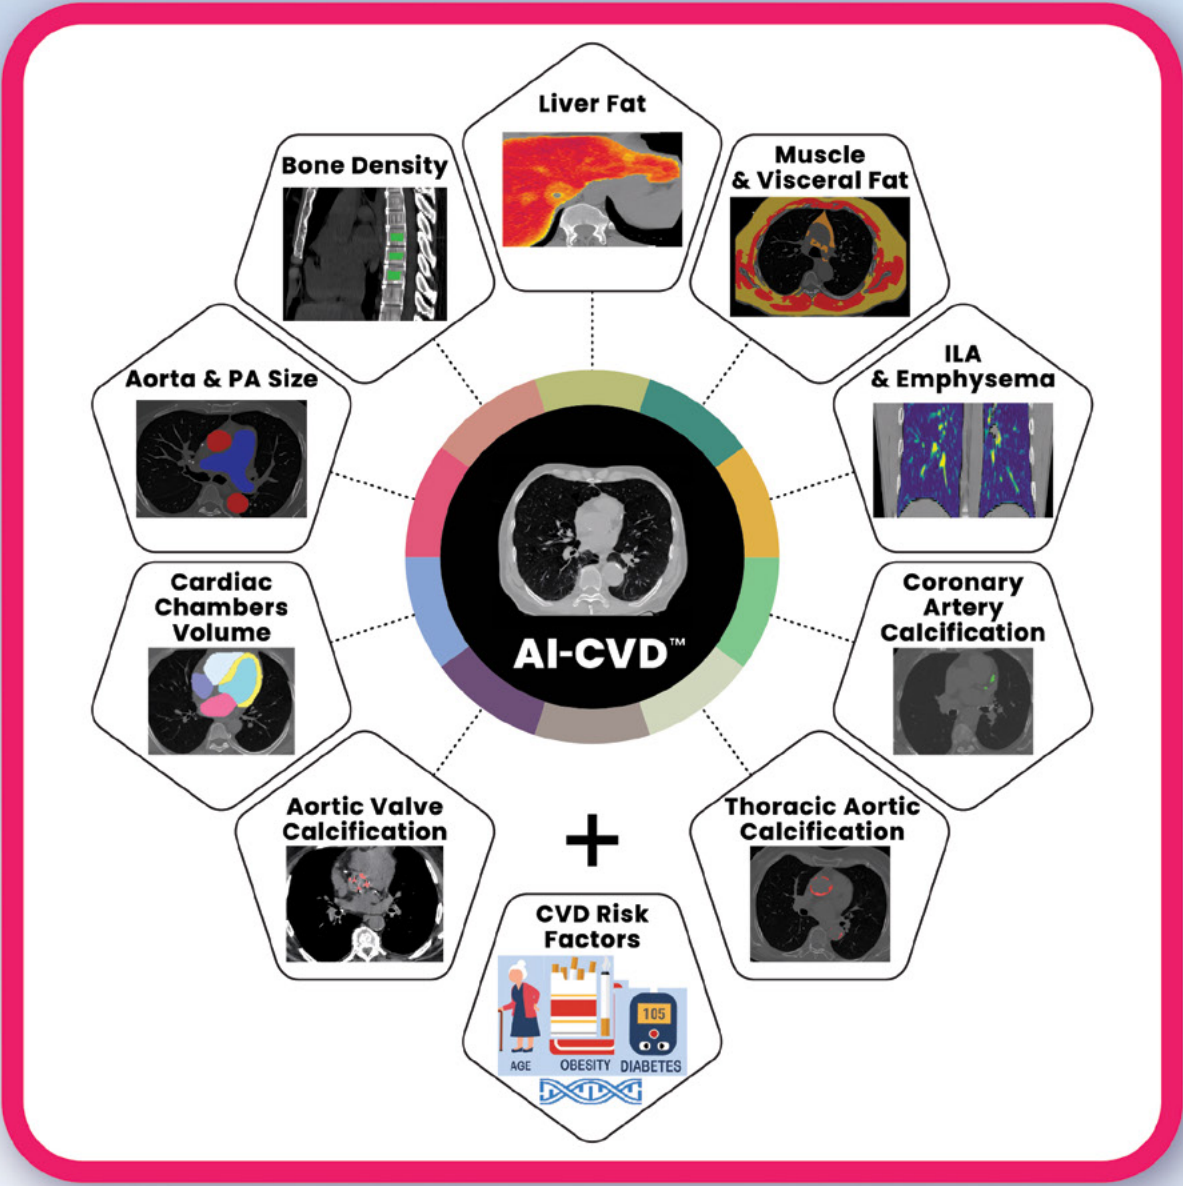 Liver Fat
Bone Density
Muscle
& Visceral Fat
Aorta & PA Size
ILA
& Emphysema
AI-CVD™
Cardiac
Chambers
Volume
Coronary
Artery
Calcification
Aortic Valve
Calcification
Thoracic Aortic
Calcification
+
CVD Risk
Factors
105
AGE
OBESITY
DIABETES